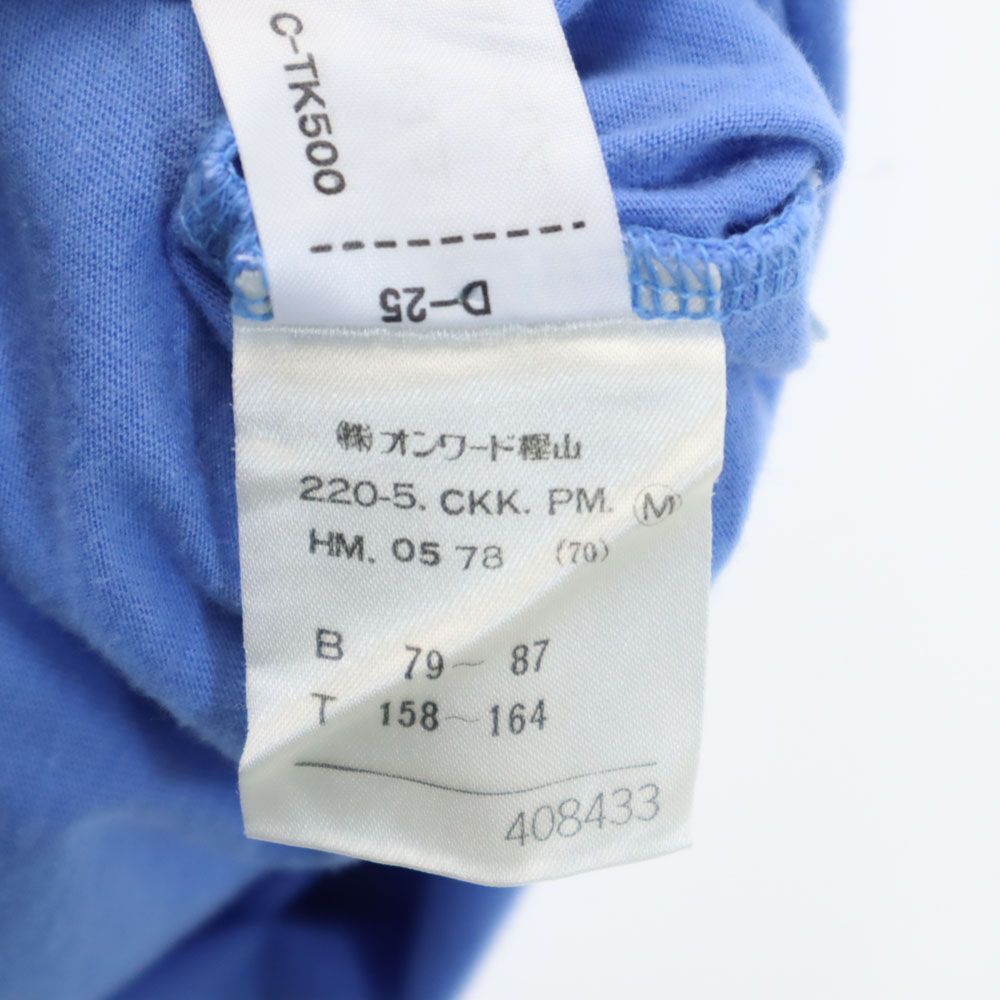 C-TK500
D-25
㈱オンワード樫山
220-5. CKK. PM. Ⓜ
HM. 05 78 (70)
B 79~ 87
T 158~164
408433